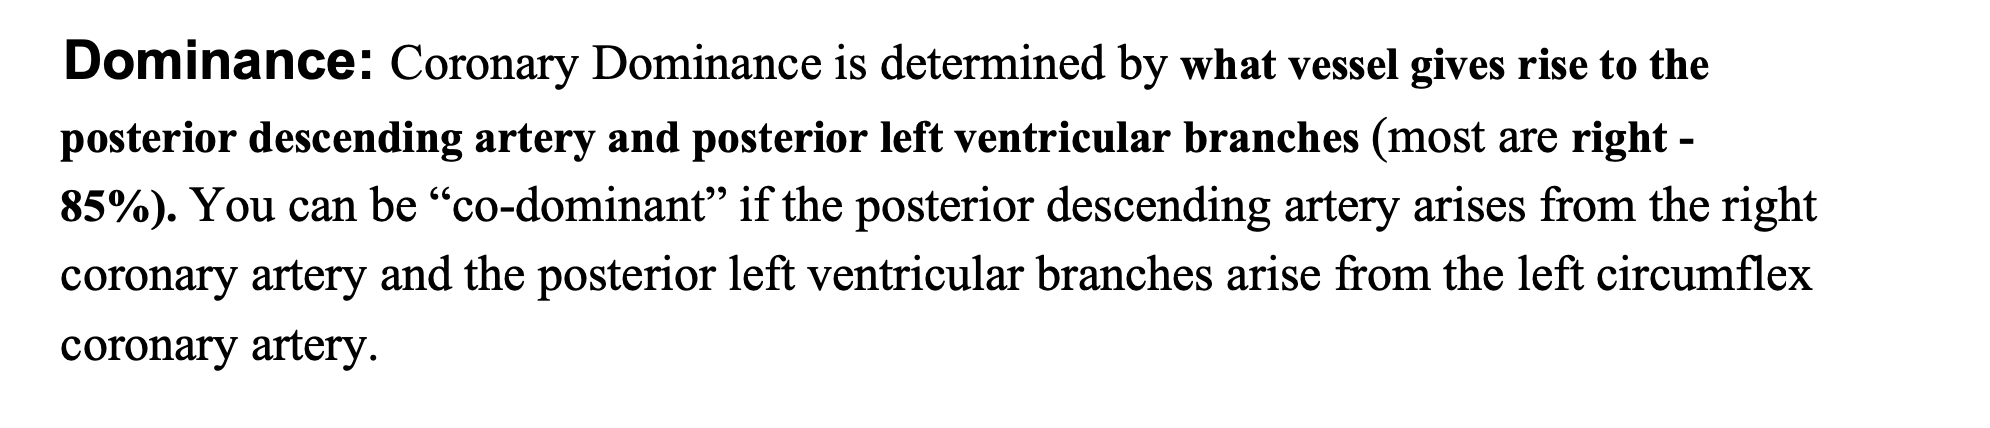 Dominance: Coronary Dominance is determined by what vessel gives rise to the
posterior descending artery and posterior left ventricular branches (most are right -
85%). You can be “co-dominant” if the posterior descending artery arises from the right
coronary artery and the posterior left ventricular branches arise from the left circumflex
coronary artery.